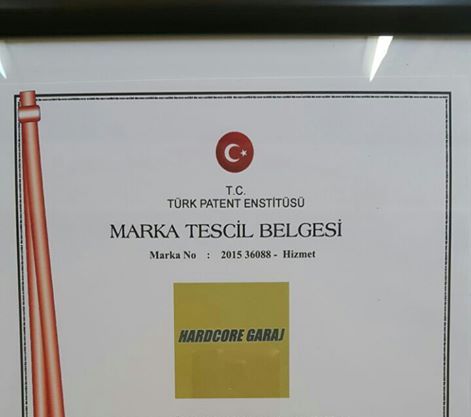 T.C.
TÜRK PATENT ENSTİTÜSÜ
MARKA TESCİL BELGESİ
Marka No : 2015 36088 - Hizmet
HARDCORE GARAJ